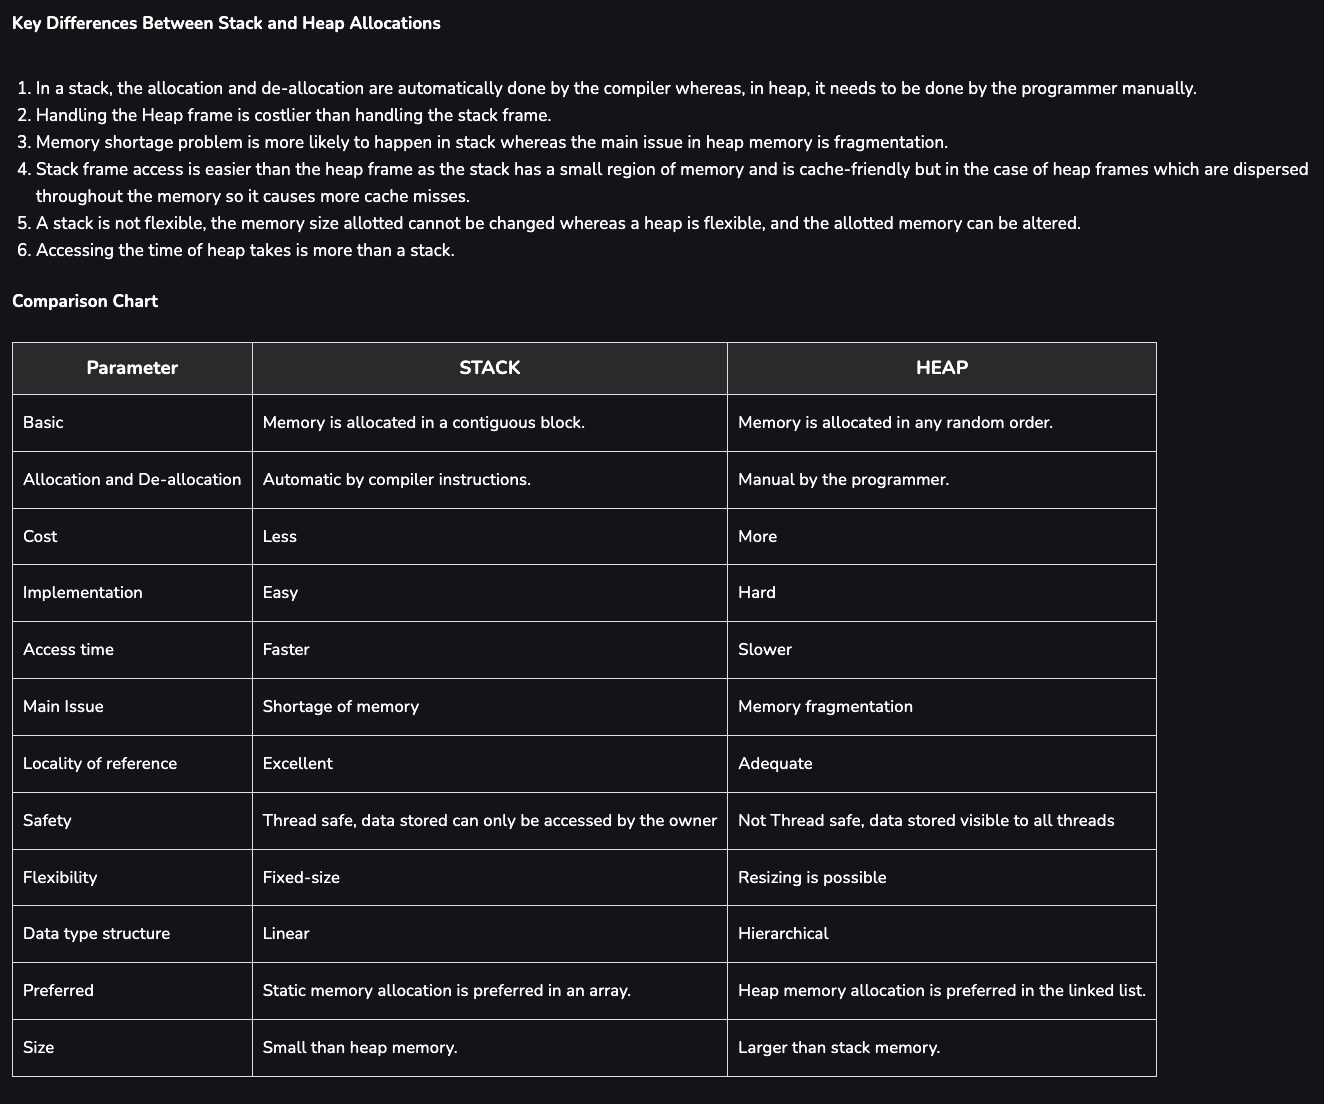 Key Differences Between Stack and Heap Allocations
1. In a stack, the allocation and de-allocation are automatically done by the compiler whereas, in heap, it needs to be done by the programmer manually.
2. Handling the Heap frame is costlier than handling the stack frame.
3. Memory shortage problem is more likely to happen in stack whereas the main issue in heap memory is fragmentation.
4. Stack frame access is easier than the heap frame as the stack has a small region of memory and is cache-friendly but in the case of heap frames which are dispersed
throughout the memory so it causes more cache misses.
5. A stack is not flexible, the memory size allotted cannot be changed whereas a heap is flexible, and the allotted memory can be altered.
6. Accessing the time of heap takes is more than a stack.
Comparison Chart
Parameter STACK HEAP
Basic Memory is allocated in a contiguous block. Memory is allocated in any random order.
Allocation and De-allocation Automatic by compiler instructions. Manual by the programmer.
Cost Less More
Implementation Easy Hard
Access time Faster Slower
Main Issue Shortage of memory Memory fragmentation
Locality of reference Excellent Adequate
Safety Thread safe, data stored can only be accessed by the owner Not Thread safe, data stored visible to all threads
Flexibility Fixed-size Resizing is possible
Data type structure Linear Hierarchical
Preferred Static memory allocation is preferred in an array. Heap memory allocation is preferred in the linked list.
Size Small than heap memory. Larger than stack memory.